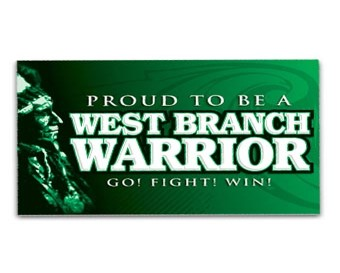 PROUD TO BE A
WEST BRANCH
WARRIOR
GO! FIGHT! WIN!